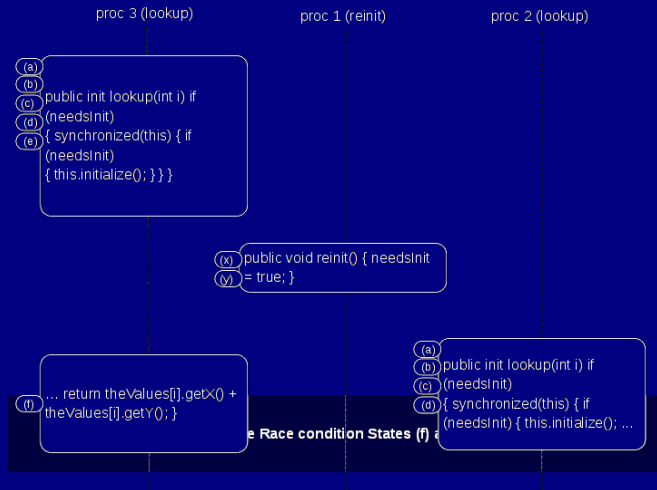 proc 3 (lookup)
proc 1 (reinit)
proc 2 (lookup)
(a)
(b)
(c)
(d)
(e)
public init lookup(int i) if
(needsInit)
{ synchronized(this) { if
(needsInit)
{ this.initialize(); } } }
(x)
(y)
public void reinit() { needsInit
= true; }
(a)
(b)
(c)
(d)
public init lookup(int i) if
(needsInit)
{ synchronized(this) { if
(needsInit) { this.initialize(); ...
(f)
... return theValues[i].getX() +
theValues[i].getY(); }
Race condition States (f)